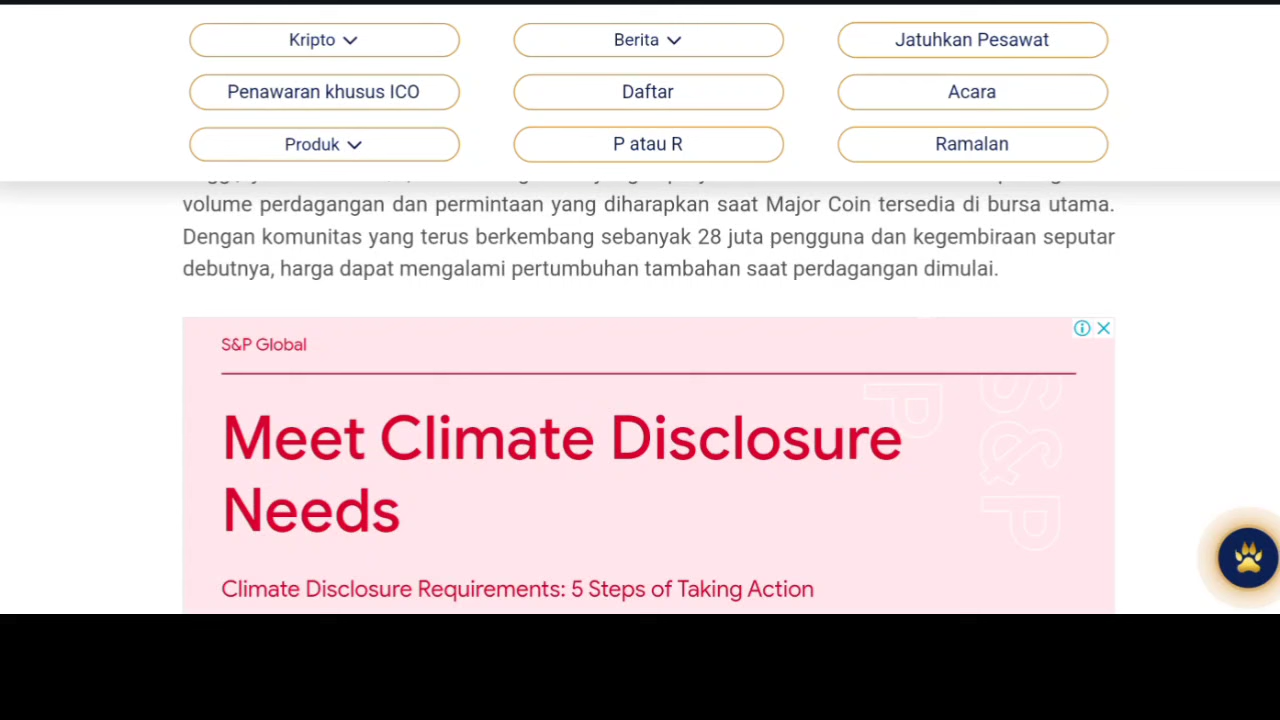 Kripto
Berita
Jatuhkan Pesawat
Penawaran khusus ICO
Daftar
Acara
Produk
P atau R
Ramalan
volume perdagangan dan permintaan yang diharapkan saat Major Coin tersedia di bursa utama.
Dengan komunitas yang terus berkembang sebanyak 28 juta pengguna dan kegembiraan seputar
debutnya, harga dapat mengalami pertumbuhan tambahan saat perdagangan dimulai.
S&P Global
S&P
Meet Climate Disclosure
Needs
Climate Disclosure Requirements: 5 Steps of Taking Action